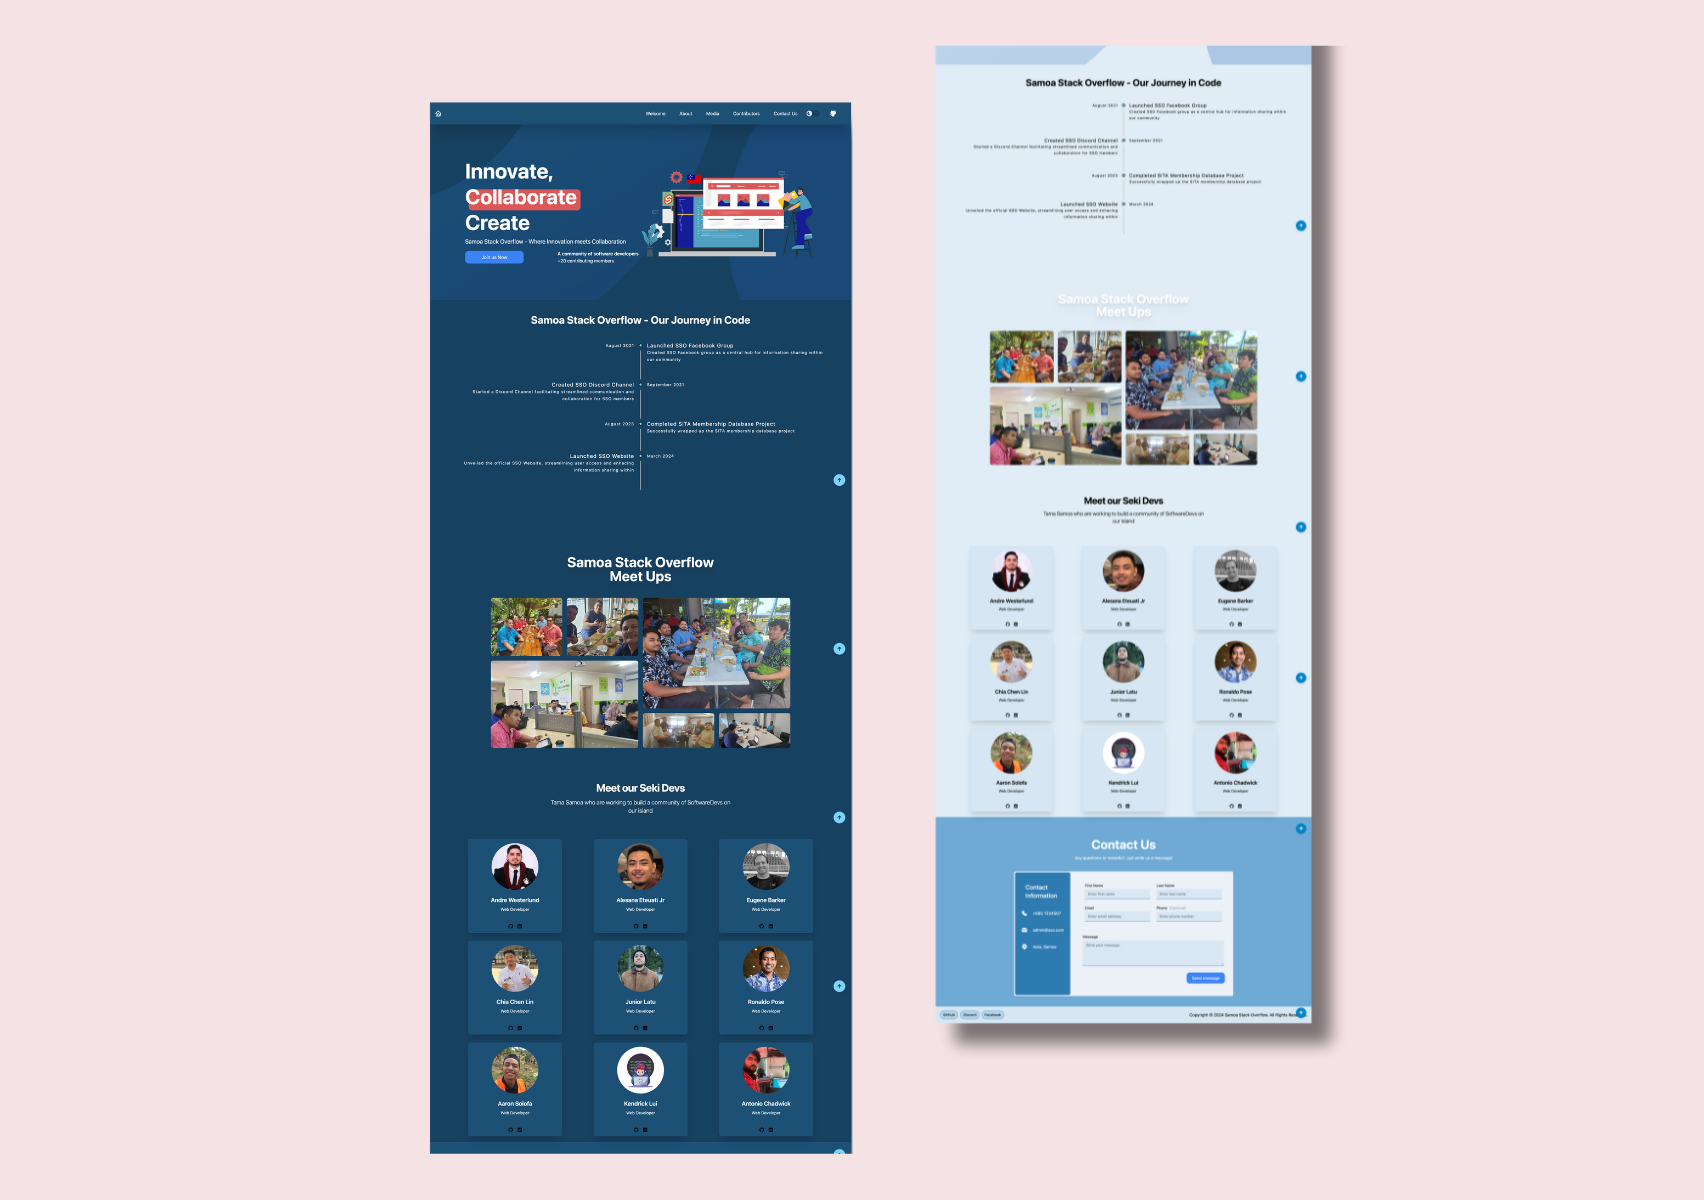 Welcome
About
Media
Contributors
Contact Us
Innovate,
Collaborate
Create
Samoa Stack Overflow - Where Innovation meets Collaboration
Join us Now
A community of software developers
+20 contributing members
Samoa Stack Overflow - Our Journey in Code
August 2021
Launched SSO Facebook Group
Created SSO Facebook group as a central hub for information sharing within
our community
Created SSO Discord Channel
Started a Discord Channel facilitating streamlined communication and
collaboration for SSO members
September 2021
August 2023
Completed SITA Membership Database Project
Successfully wrapped up the SITA membership database project
Launched SSO Website
Unveiled the official SSO Website, streamlining user access and enhacing
information sharing within
March 2024
Samoa Stack Overflow
Meet Ups
Meet our Seki Devs
Tama Samoa who are working to build a community of SoftwareDevs on
our island
Andre Westerlund
Web Developer
Alesana Eteuati Jr
Web Developer
Eugene Barker
Web Developer
Chia Chen Lin
Web Developer
Junior Latu
Web Developer
Ronaldo Pose
Web Developer
Aaron Solofa
Web Developer
Kendrick Lui
Web Developer
Antonio Chadwick
Web Developer
Samoa Stack Overflow - Our Journey in Code
August 2021
Launched SSO Facebook Group
Created SSO Facebook group as a central hub for information sharing within
our community
Created SSO Discord Channel
Started a Discord Channel facilitating streamlined communication and
collaboration for SSO members
September 2021
August 2023
Completed SITA Membership Database Project
Successfully wrapped up the SITA membership database project
Launched SSO Website
Unveiled the official SSO Website, streamlining user access and enhacing
information sharing within
March 2024
Samoa Stack Overflow
Meet Ups
Meet our Seki Devs
Tama Samoa who are working to build a community of SoftwareDevs on
our island
Andre Westerlund
Web Developer
Alesana Eteuati Jr
Web Developer
Eugene Barker
Web Developer
Chia Chen Lin
Web Developer
Junior Latu
Web Developer
Ronaldo Pose
Web Developer
Aaron Solofa
Web Developer
Kendrick Lui
Web Developer
Antonio Chadwick
Web Developer
Contact Us
Any questions or remarks? Just write us a message!
Contact
Information
+685 1234567
admin@sso.com
Apia, Samoa
First Name
Enter first name
Last Name
Enter last name
Email
Enter email address
Phone (Optional)
Enter phone number
Message
Write your message
Send message
GitHub
Discord
Facebook
Copyright © 2024 Samoa Stack Overflow. All Rights